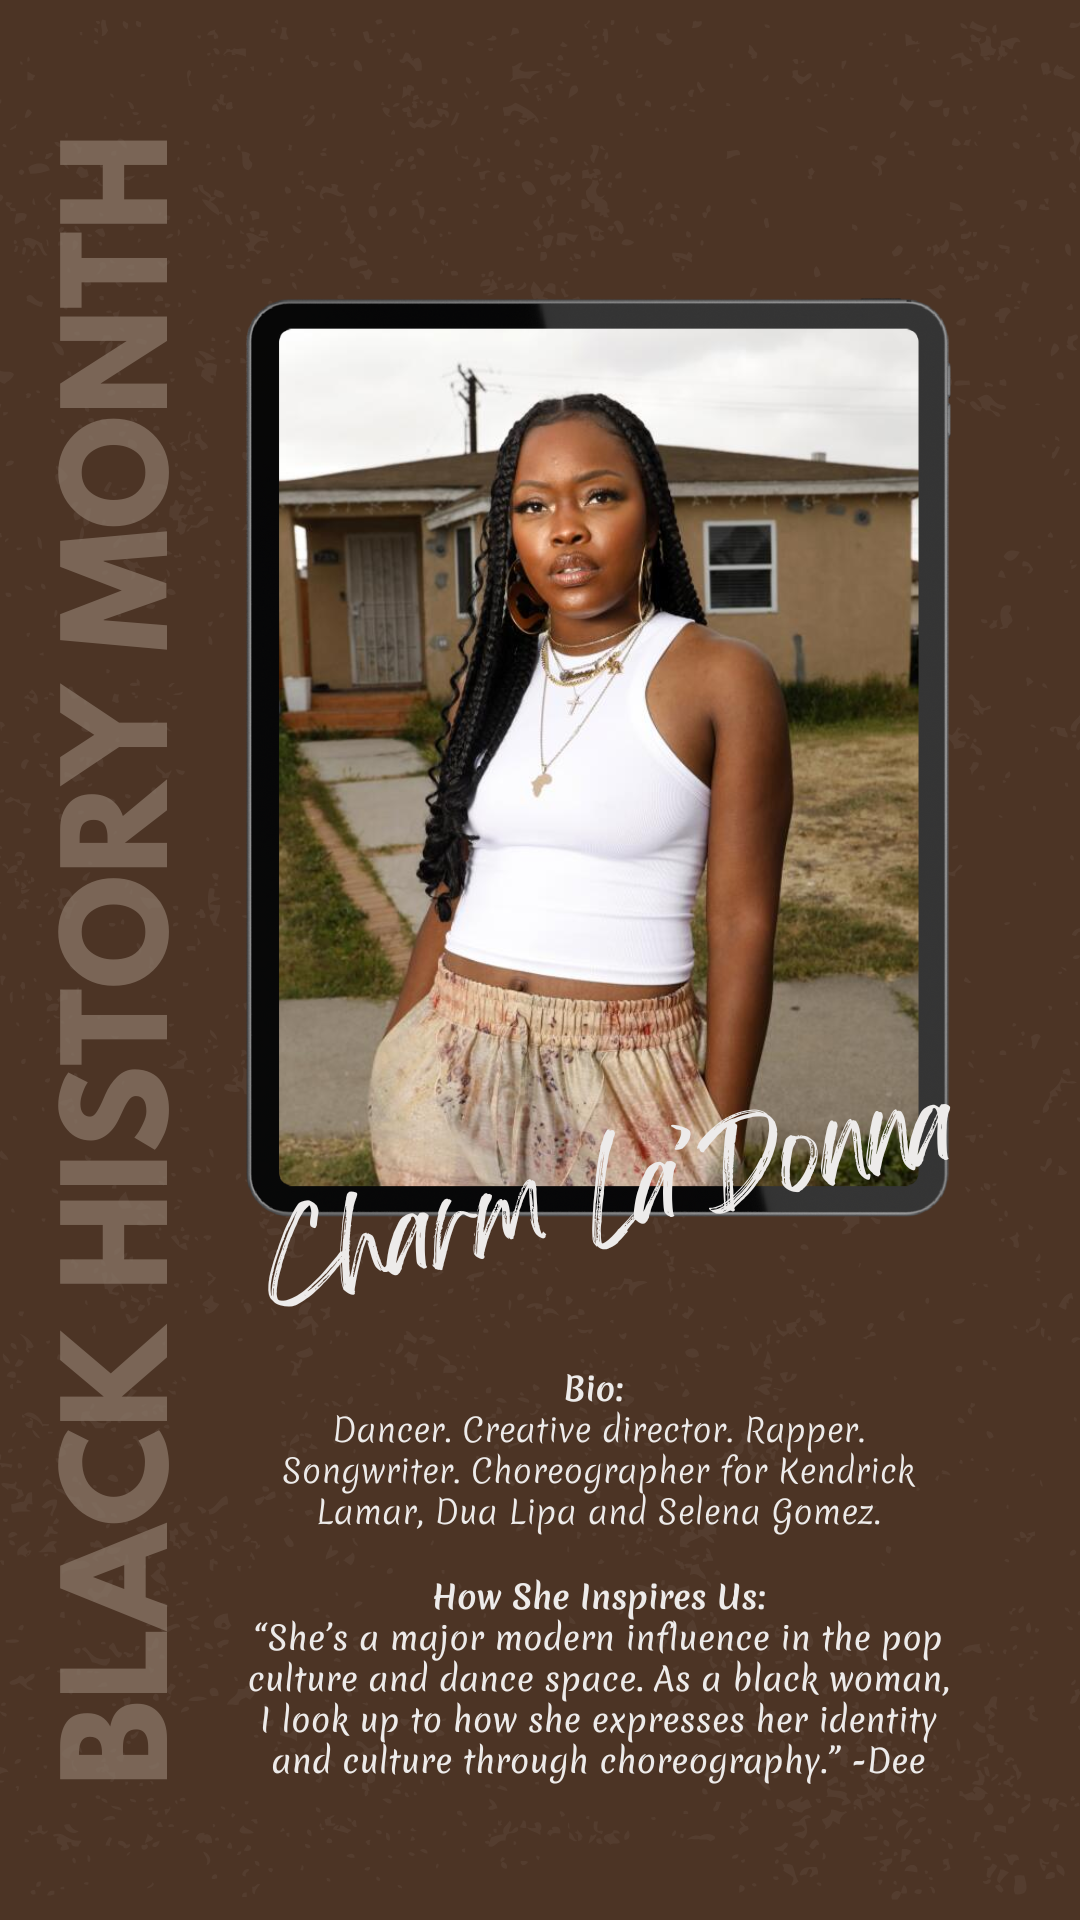 BLACK HISTORY MONTH
Charm La'Donna
Bio:
Dancer. Creative director. Rapper.
Songwriter. Choreographer for Kendrick
Lamar, Dua Lipa and Selena Gomez.
How She Inspires Us:
“She’s a major modern influence in the pop
culture and dance space. As a black woman,
I look up to how she expresses her identity
and culture through choreography.” -Dee